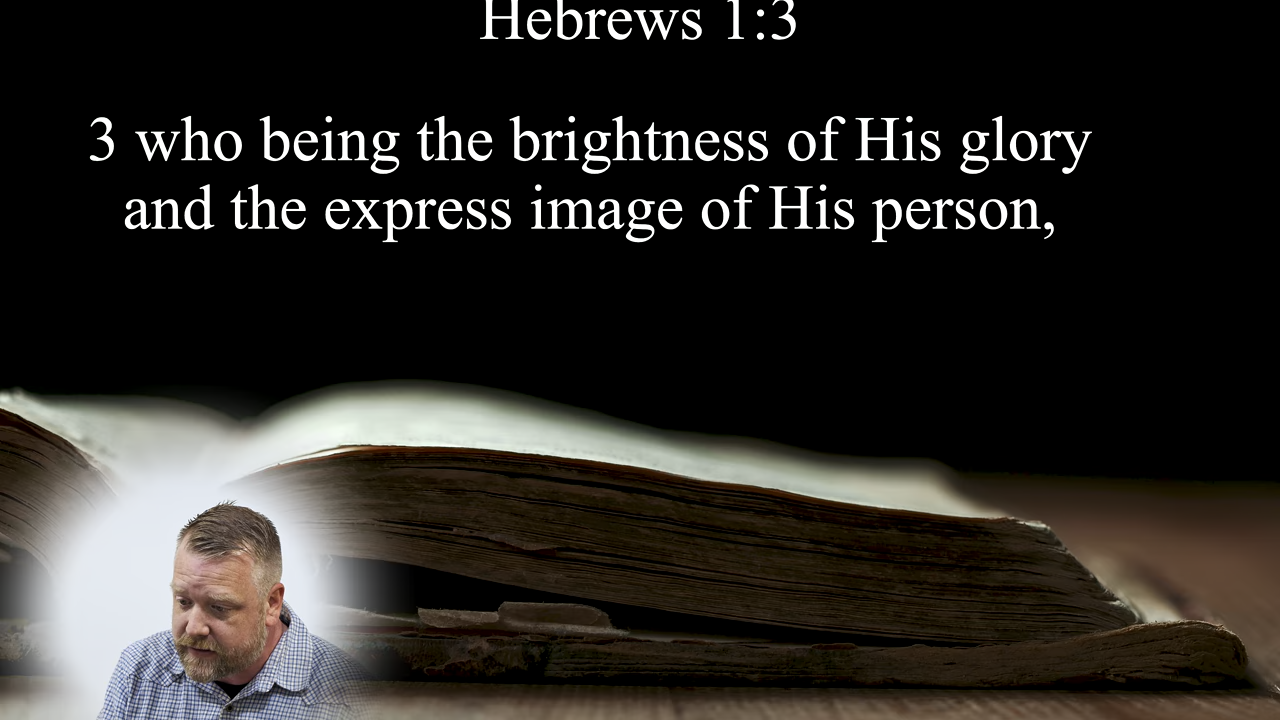 Hebrews 1:3
3 who being the brightness of His glory
and the express image of His person,